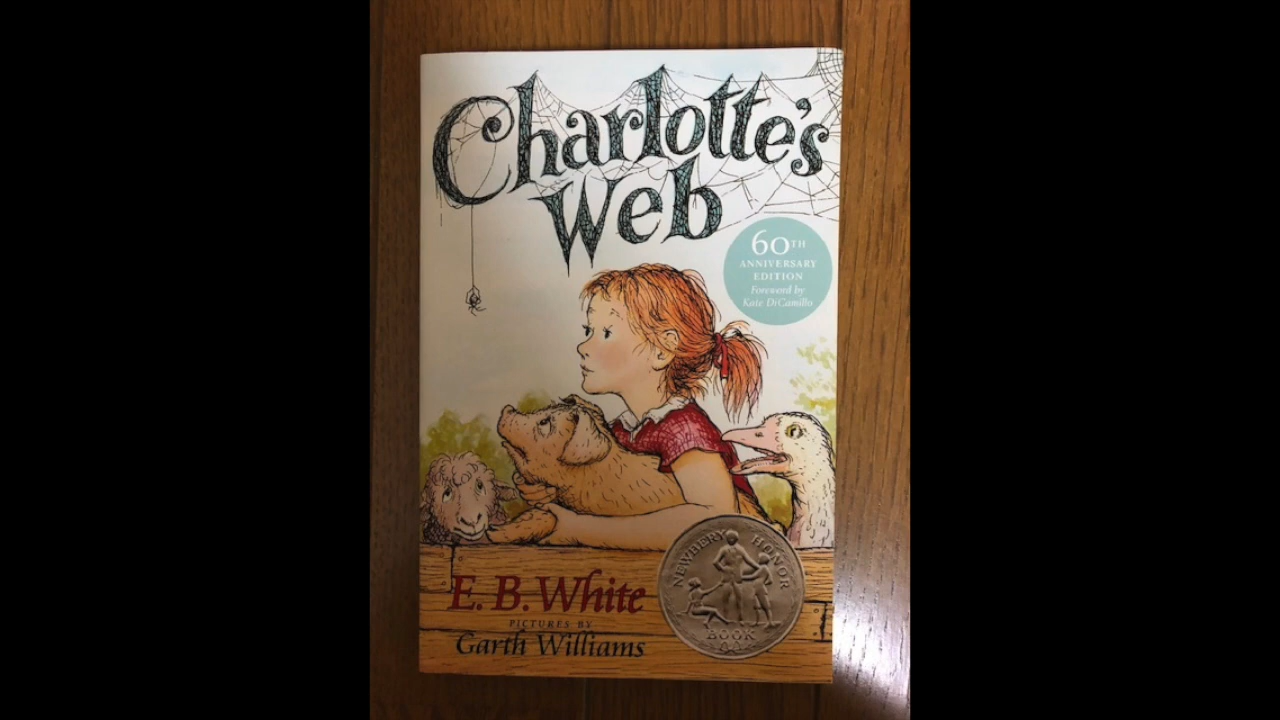 Charlotte's
Web
60TH
ANNIVERSARY
EDITION
Foreword by
Kate DiCamillo
E. B. White
PICTURES BY
Garth Williams
NEWBERY HONOR
BOOK